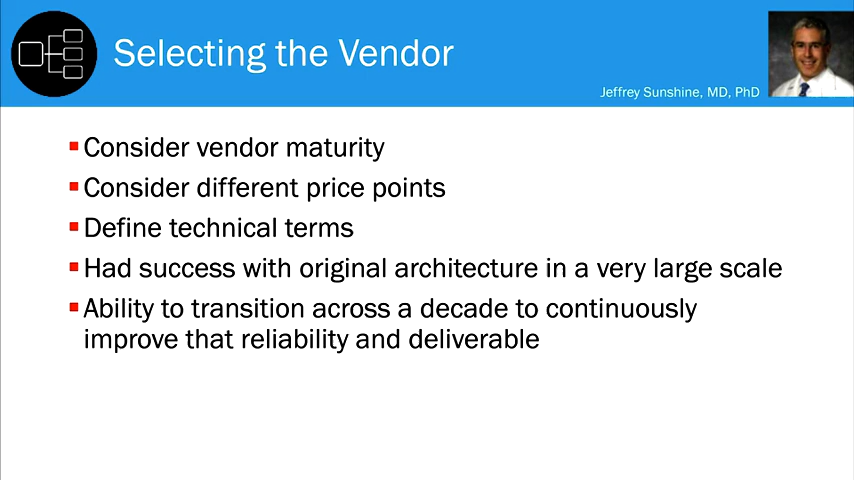 Selecting the Vendor
Jeffrey Sunshine, MD, PhD
Consider vendor maturity
Consider different price points
Define technical terms
Had success with original architecture in a very large scale
Ability to transition across a decade to continuously
improve that reliability and deliverable